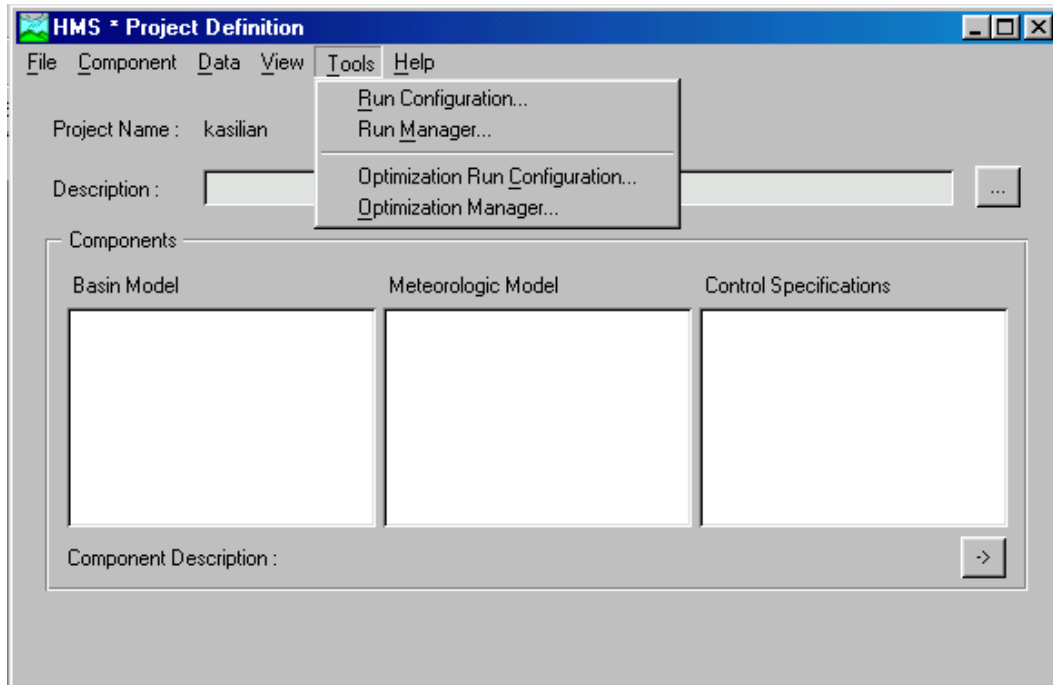 HMS * Project Definition
File Component Data View Tools Help
Run Configuration...
Run Manager...
Optimization Run Configuration...
Optimization Manager...
Project Name : kasilian
Description :
...
Components
Basin Model Meteorologic Model Control Specifications
Component Description :
->